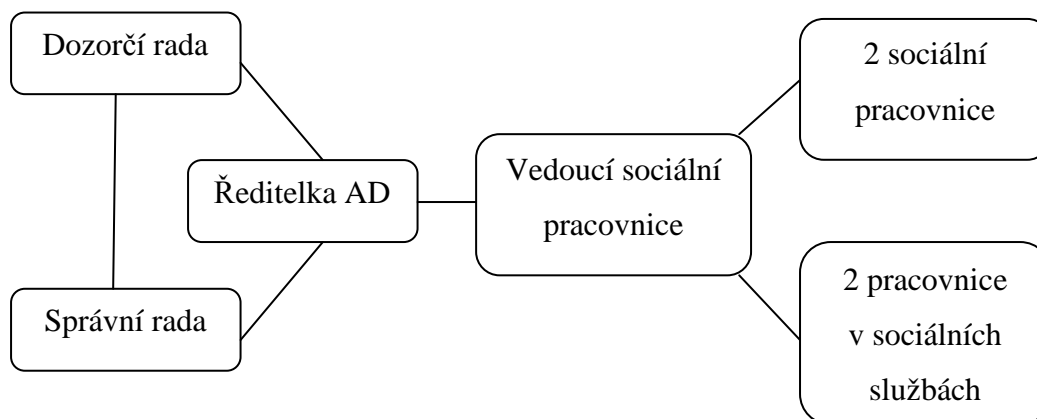 Dozorčí rada
Správní rada
Ředitelka AD
Vedoucí sociální
pracovnice
2 sociální
pracovnice
2 pracovnice
v sociálních
službách